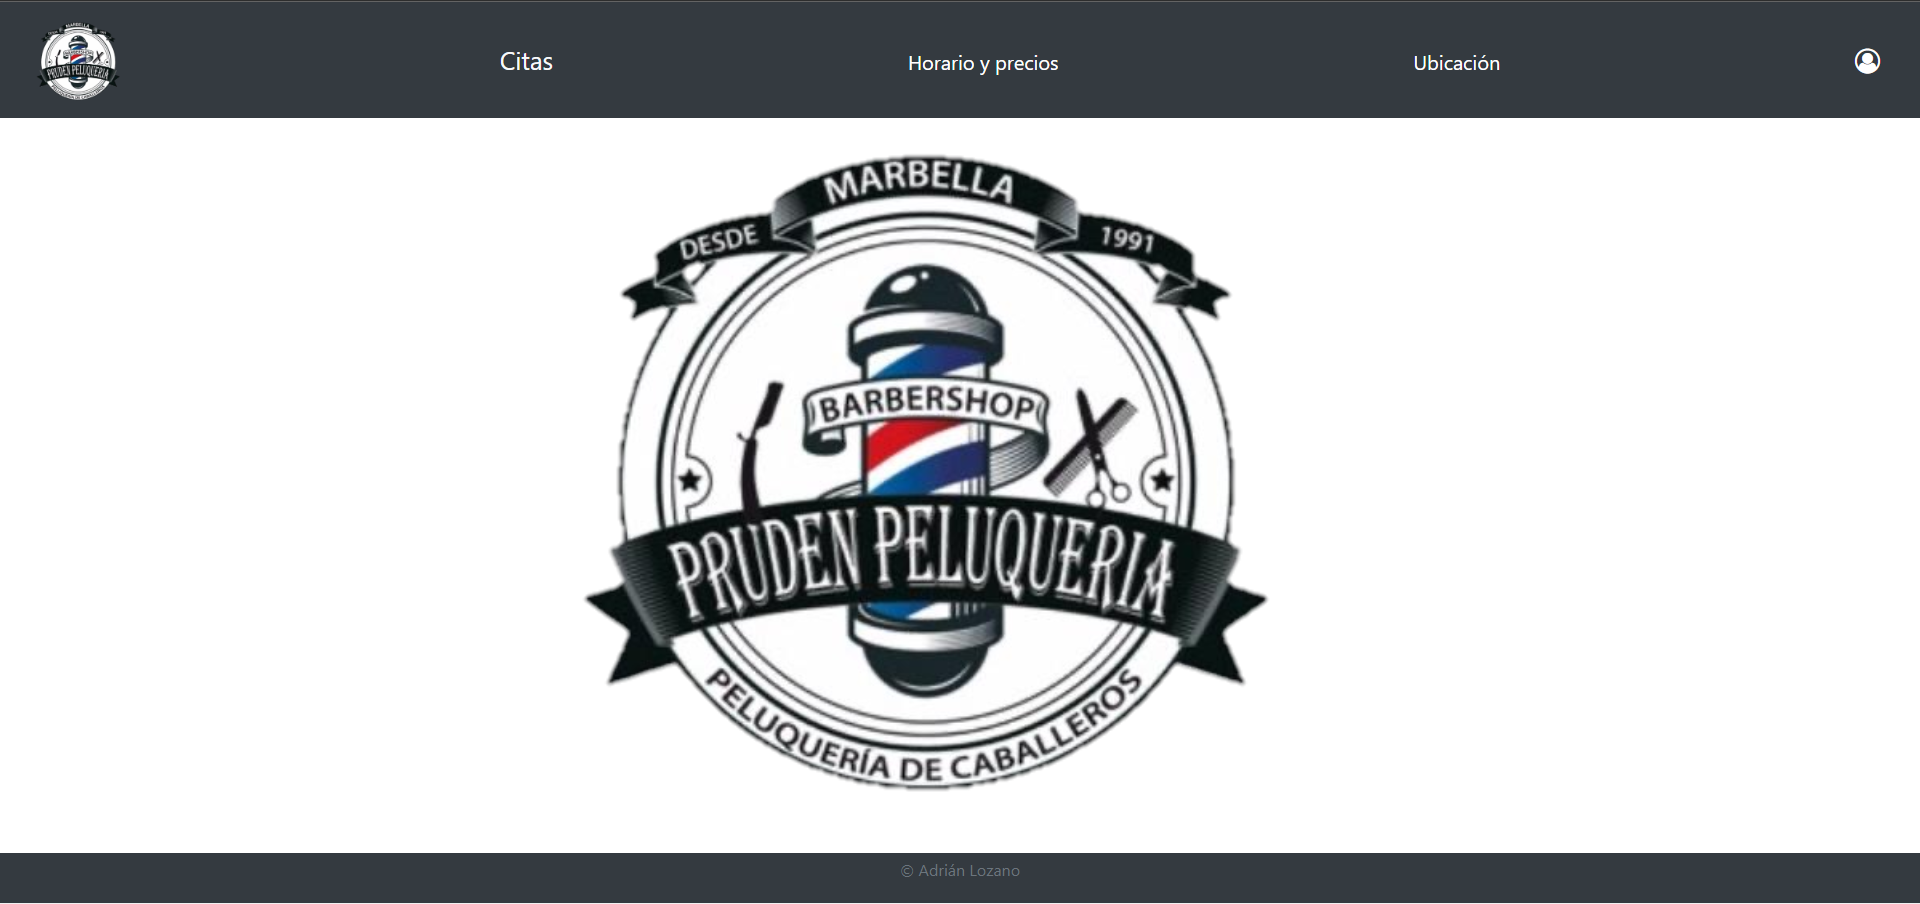 MARBELLA
PRUDEN PELUQUERIA
Citas
Horario y precios
Ubicación
MARBELLA
DESDE
1991
BARBERSHOP
PRUDEN PELUQUERIA
PELUQUERÍA DE CABALLEROS
© Adrián Lozano